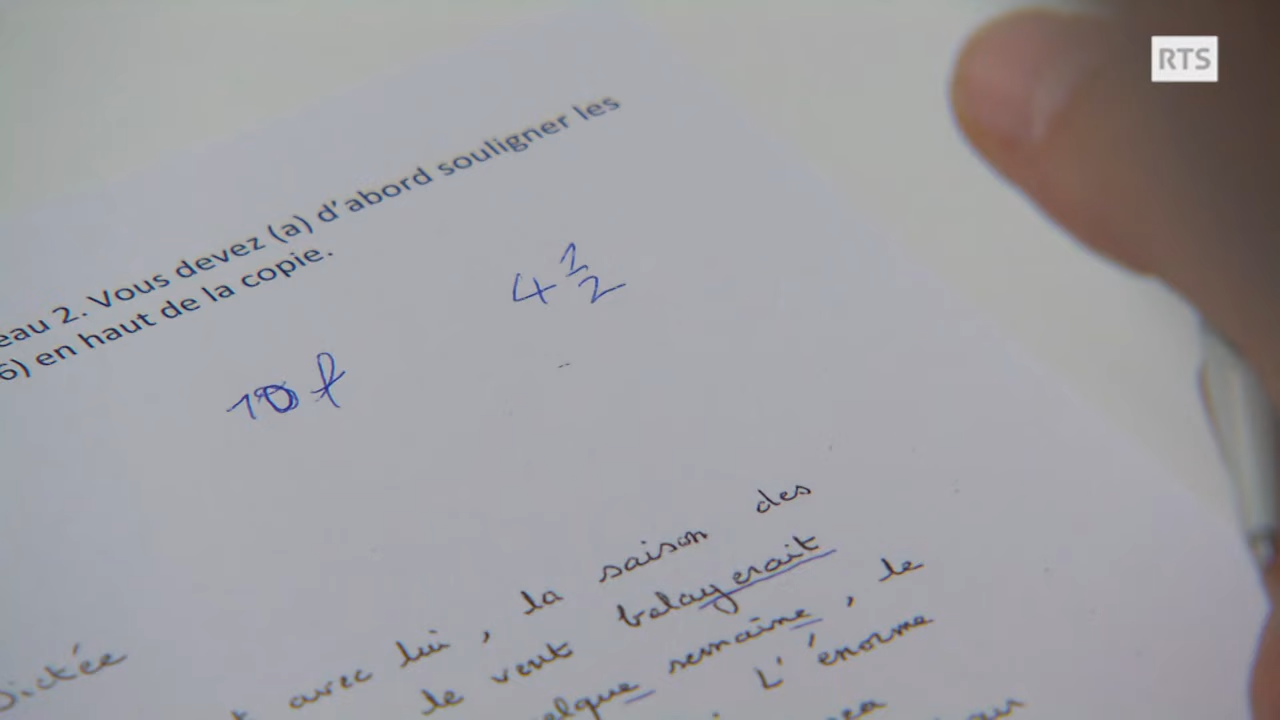 RTS
eau 2. Vous devez (a) d'abord souligner les
6) en haut de la copie.
4 1/2
10 f
Dictée
avec lui, la saison des
le vent balayerait
elque semaine, le
L'énorme